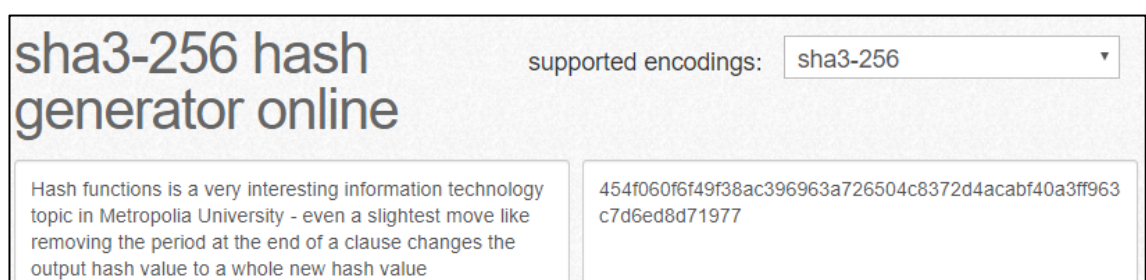 sha3-256 hash
generator online
supported encodings: sha3-256
Hash functions is a very interesting information technology
topic in Metropolia University - even a slightest move like
removing the period at the end of a clause changes the
output hash value to a whole new hash value
454f060f6f49f38ac396963a726504c8372d4acabf40a3ff963
c7d6ed8d71977